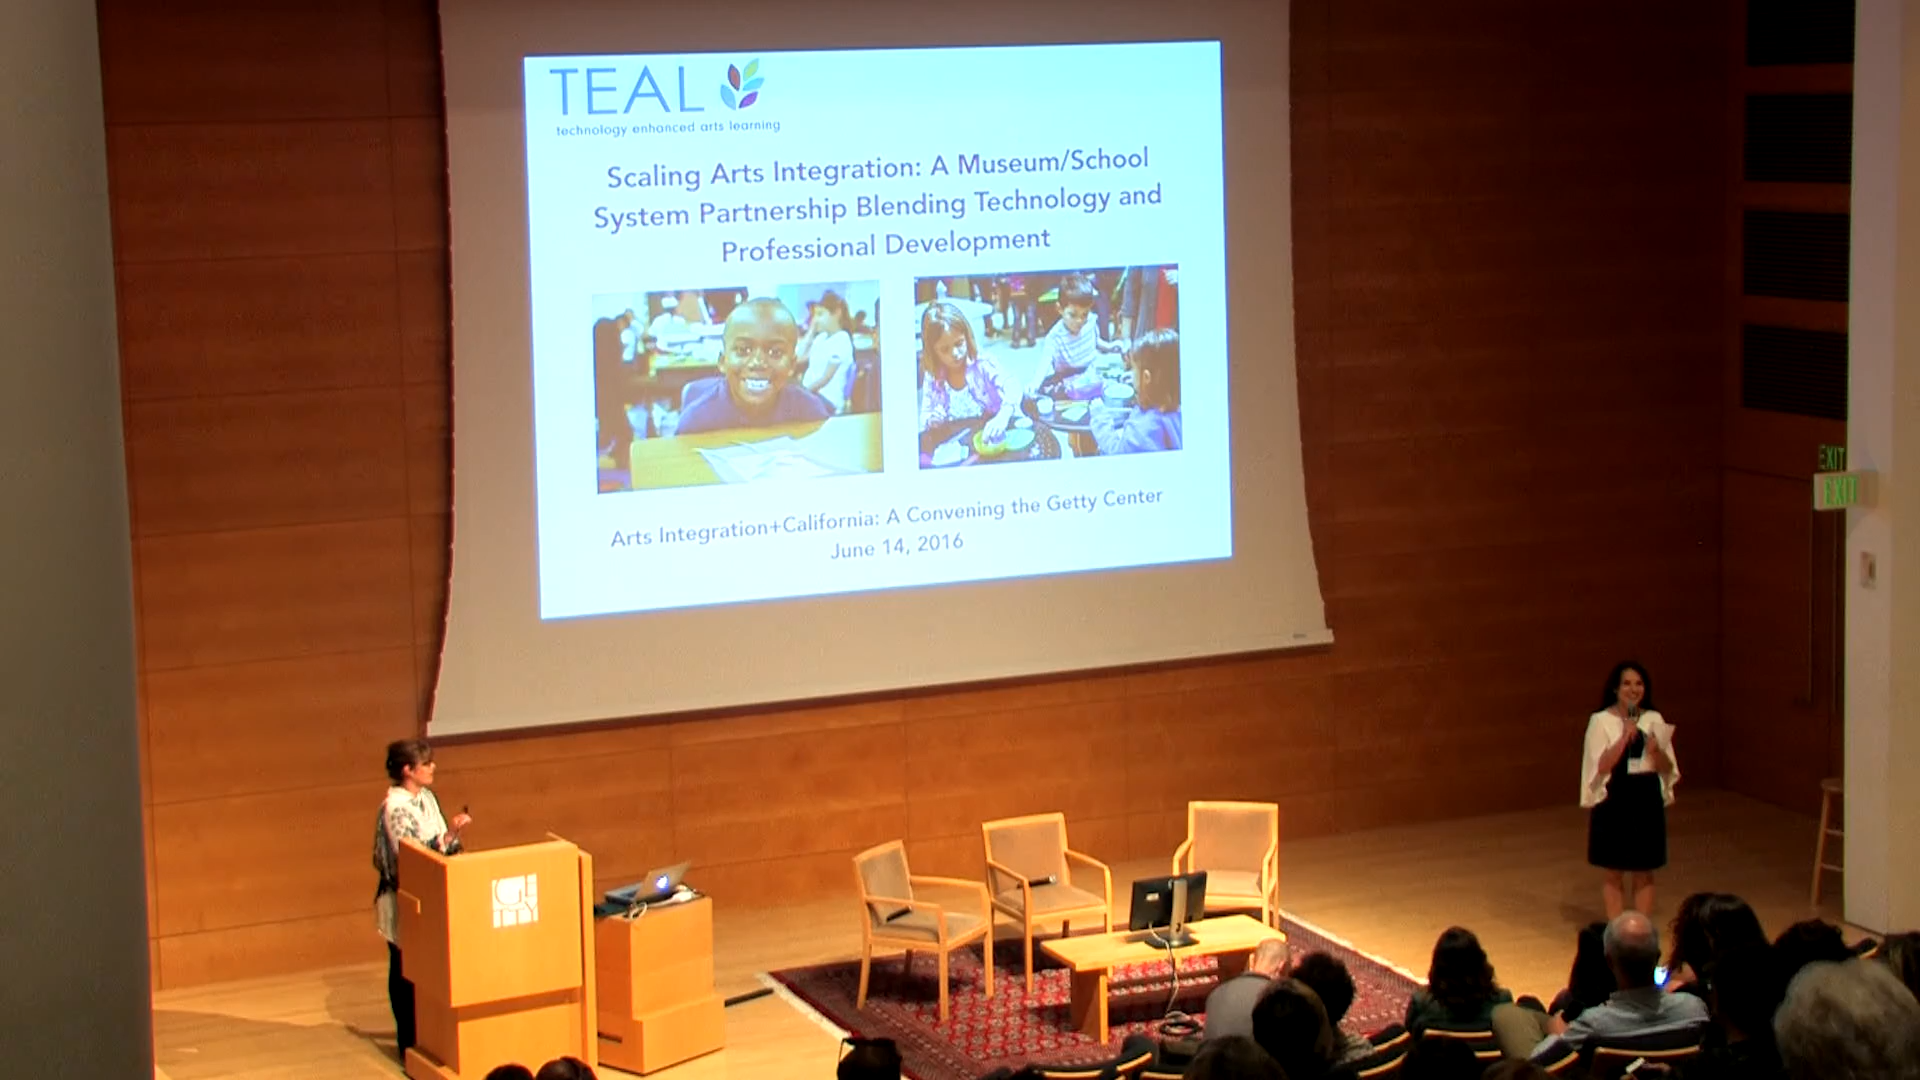 TEAL
technology enhanced arts learning
Scaling Arts Integration: A Museum/School
System Partnership Blending Technology and
Professional Development
Arts Integration+California: A Convening the Getty Center
June 14, 2016
EXIT
EXIT